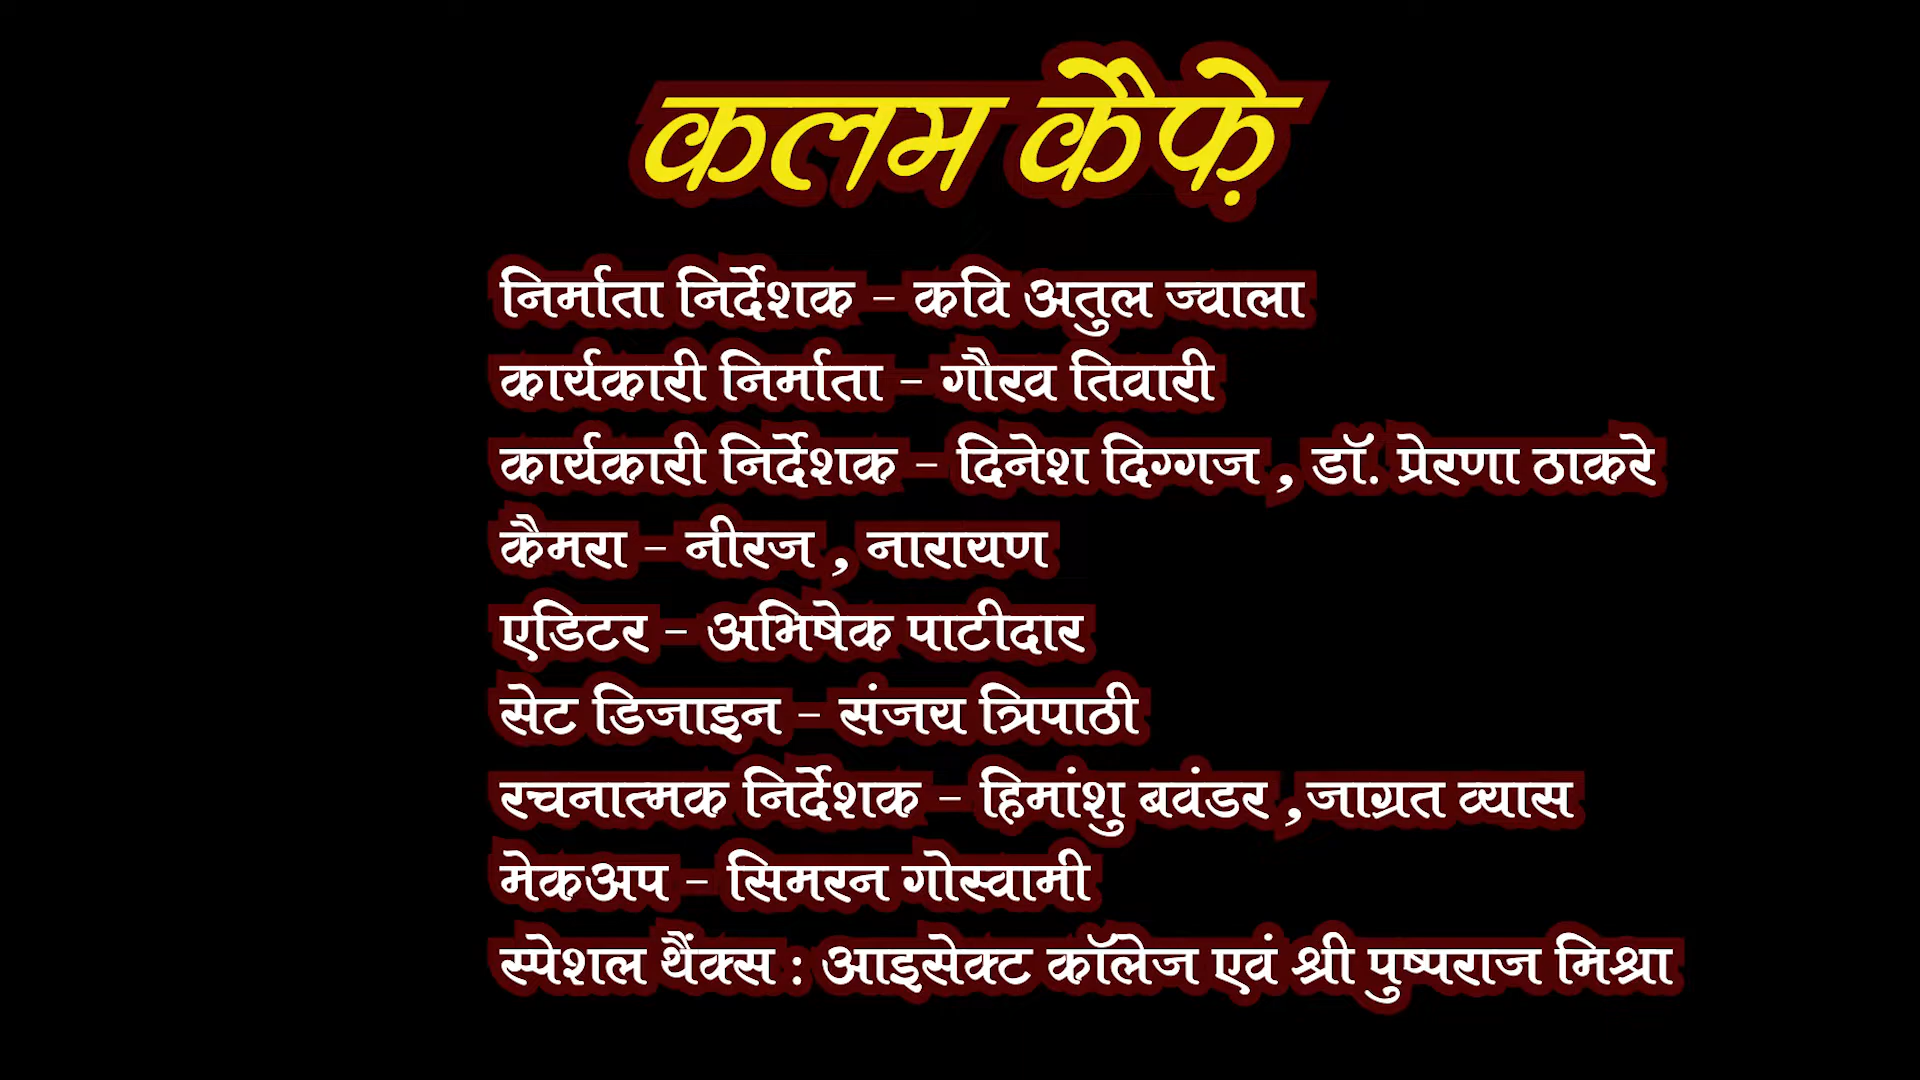 कलम कैफ़े
निर्माता निर्देशक - कवि अतुल ज्वाला
कार्यकारी निर्माता - गौरव तिवारी
कार्यकारी निर्देशक - दिनेश दिग्गज , डॉ. प्रेरणा ठाकरे
कैमरा - नीरज , नारायण
एडिटर - अभिषेक पाटीदार
सेट डिजाइन - संजय त्रिपाठी
रचनात्मक निर्देशक - हिमांशु बवंडर ,जाग्रत व्यास
मेकअप - सिमरन गोस्वामी
स्पेशल थैंक्स : आइसेक्ट कॉलेज एवं श्री पुष्पराज मिश्रा